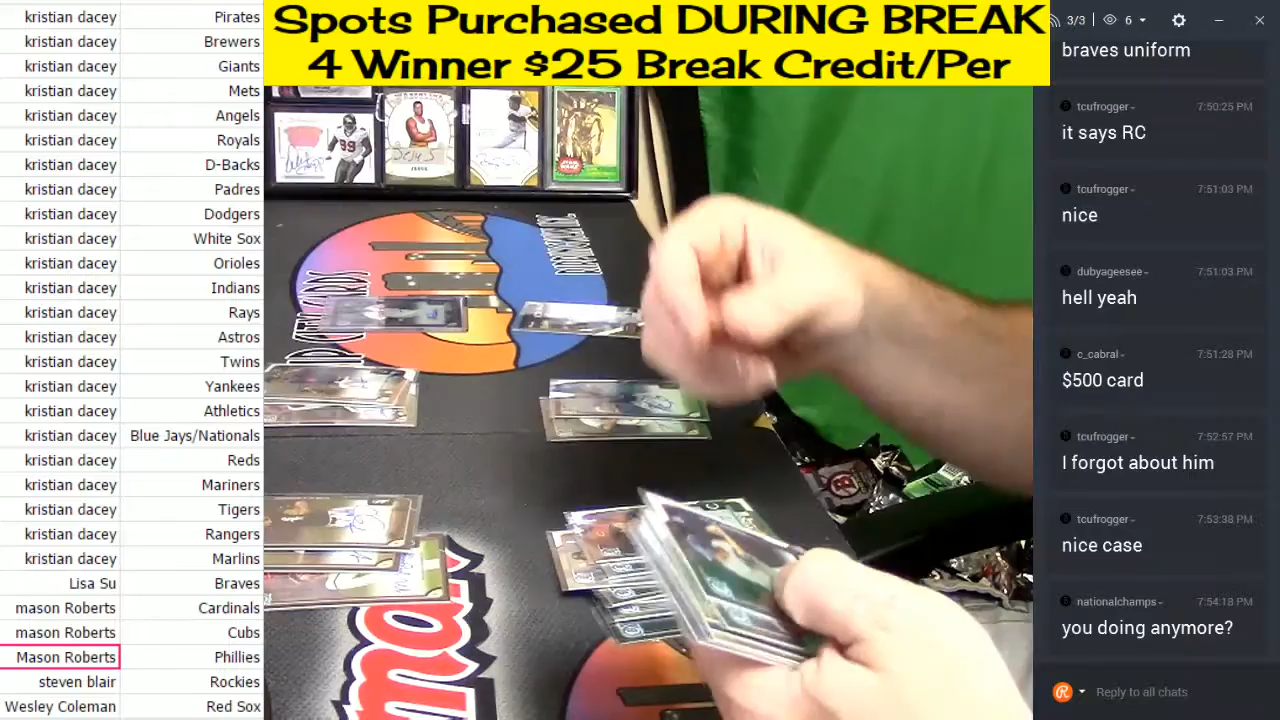 kristian dacey Pirates
kristian dacey Brewers
kristian dacey Giants
kristian dacey Mets
kristian dacey Angels
kristian dacey Royals
kristian dacey D-Backs
kristian dacey Padres
kristian dacey Dodgers
kristian dacey White Sox
kristian dacey Orioles
kristian dacey Indians
kristian dacey Rays
kristian dacey Astros
kristian dacey Twins
kristian dacey Yankees
kristian dacey Athletics
kristian dacey Blue Jays/Nationals
kristian dacey Reds
kristian dacey Mariners
kristian dacey Tigers
kristian dacey Rangers
kristian dacey Marlins
Lisa Su Braves
mason Roberts Cardinals
mason Roberts Cubs
Mason Roberts Phillies
steven blair Rockies
Wesley Coleman Red Sox
Spots Purchased DURING BREAK
4 Winner $25 Break Credit/Per
99
STAR WARS
3/3 6
braves uniform
tcufrogger 7:50:25 PM
it says RC
tcufrogger 7:51:03 PM
nice
dubyageesee 7:51:03 PM
hell yeah
c_cabral 7:51:28 PM
$500 card
tcufrogger 7:52:57 PM
I forgot about him
tcufrogger 7:53:38 PM
nice case
nationalchamps 7:54:18 PM
you doing anymore?
Reply to all chats